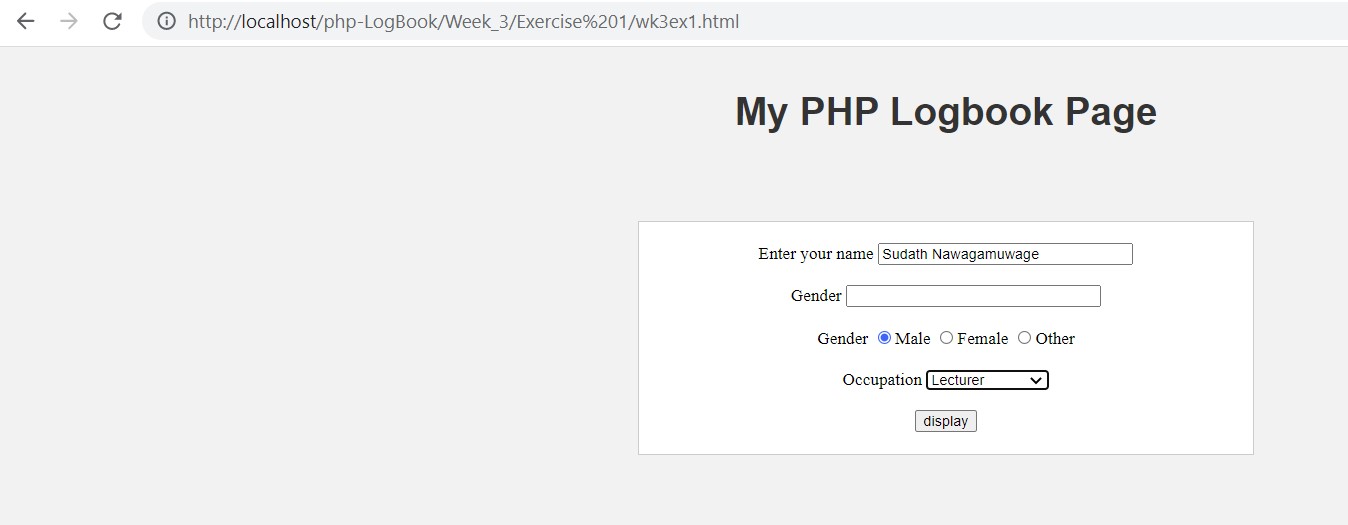 http://localhost/php-LogBook/Week_3/Exercise%201/wk3ex1.html
My PHP Logbook Page
Enter your name Sudath Nawagamuwage
Gender
Gender Male Female Other
Occupation Lecturer
display